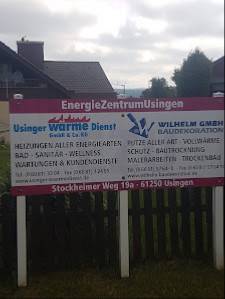 EnergieZentrumUsingen
Usinger Wärme Dienst
GmbH & Co. KG
WILHELM GMBH
BAUDEKORATION
HEIZUNGEN ALLER ENERGIEARTEN
BAD - SANITÄR - WELLNESS
WARTUNGEN & KUNDENDIENSTE
PUTZE ALLER ART - VOLLWÄRME
SCHUTZ - BAUTROCKNUNG
MALERARBEITEN TROCKENBAU
Stockheimer Weg 19a - 61250 Usingen